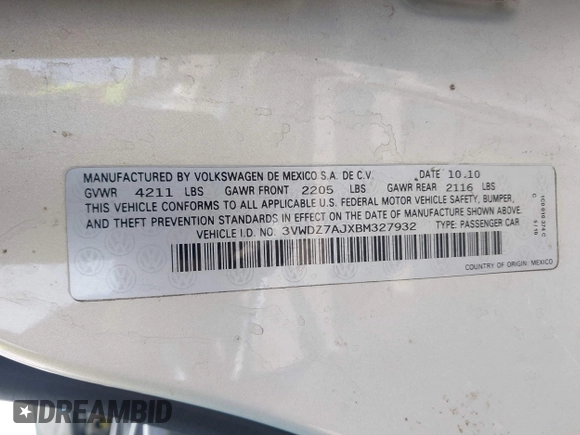 MANUFACTURED BY VOLKSWAGEN DE MEXICO S.A. DE C.V. DATE 10.10
GVWR 4211 LBS GAWR FRONT 2205 LBS GAWR REAR 2116 LBS
THIS VEHICLE CONFORMS TO ALL APPLICABLE U.S. FEDERAL MOTOR VEHICLE SAFETY, BUMPER,
AND THEFT PREVENTION STANDARDS IN EFFECT ON THE DATE OF MANUFACTURE SHOWN ABOVE.
VEHICLE I.D. NO. 3VWDZ7AJXBM327932 TYPE: PASSENGER CAR
COUNTRY OF ORIGIN: MEXICO
DREAMBID